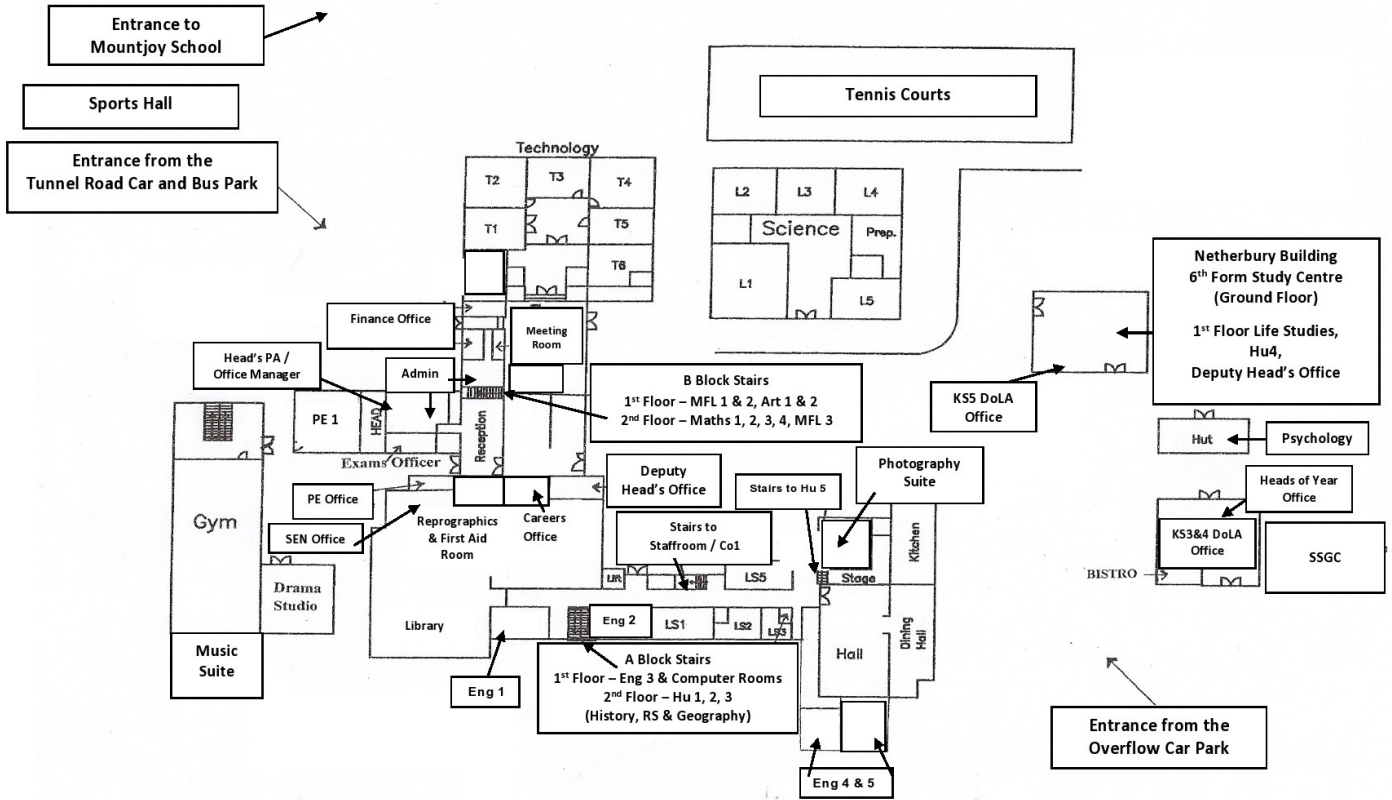 Entrance to
Mountjoy School
Sports Hall
Entrance from the
Tunnel Road Car and Bus Park
Tennis Courts
Technology
T2
T3
T4
T1
T5
T6
L2
L3
L4
Science
Prep.
L1
L5
Netherbury Building
6th Form Study Centre
(Ground Floor)
1st Floor Life Studies,
Hu4,
Deputy Head's Office
KS5 DoLA
Office
Finance Office
Meeting
Room
Head's PA /
Office Manager
Admin
B Block Stairs
1st Floor – MFL 1 & 2, Art 1 & 2
2nd Floor – Maths 1, 2, 3, 4, MFL 3
PE 1
HEAD
Reception
Exams Officer
Hut
Psychology
Photography
Suite
Deputy
Head's Office
Stairs to Hu 5
Heads of Year
Office
PE Office
SEN Office
Reprographics
& First Aid
Room
Careers
Office
Stairs to
Staffroom / Co1
Gym
KS3&4 DoLA
Office
SSGC
BISTRO
Kitchen
Stage
Lift
LS5
Drama
Studio
Library
Eng 2
LS1
LS2
LS3
Hall
Dining
Hall
Music
Suite
Eng 1
A Block Stairs
1st Floor – Eng 3 & Computer Rooms
2nd Floor – Hu 1, 2, 3
(History, RS & Geography)
Entrance from the
Overflow Car Park
Eng 4 & 5